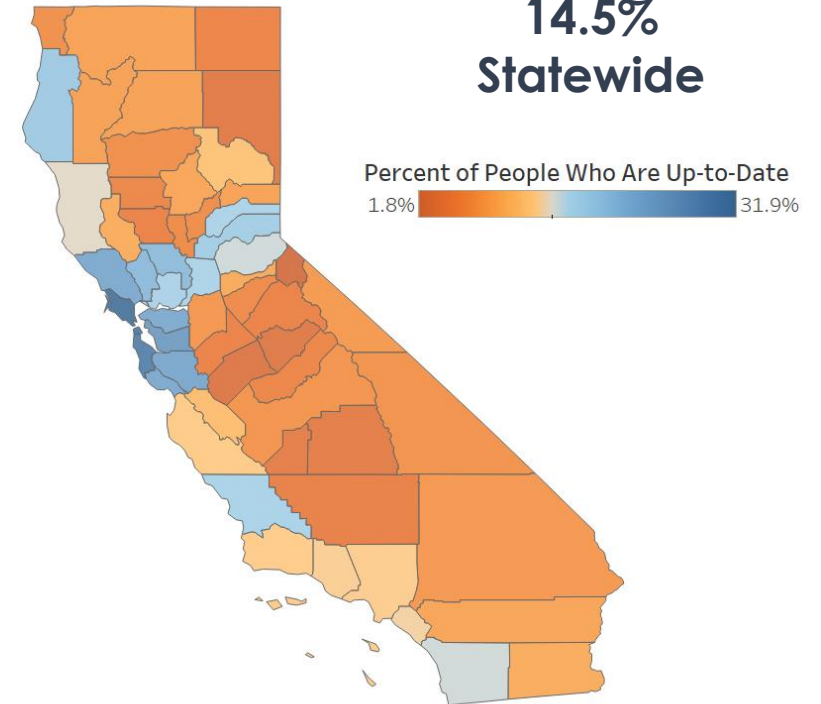 14.5%
Statewide
Percent of People Who Are Up-to-Date
1.8%
31.9%